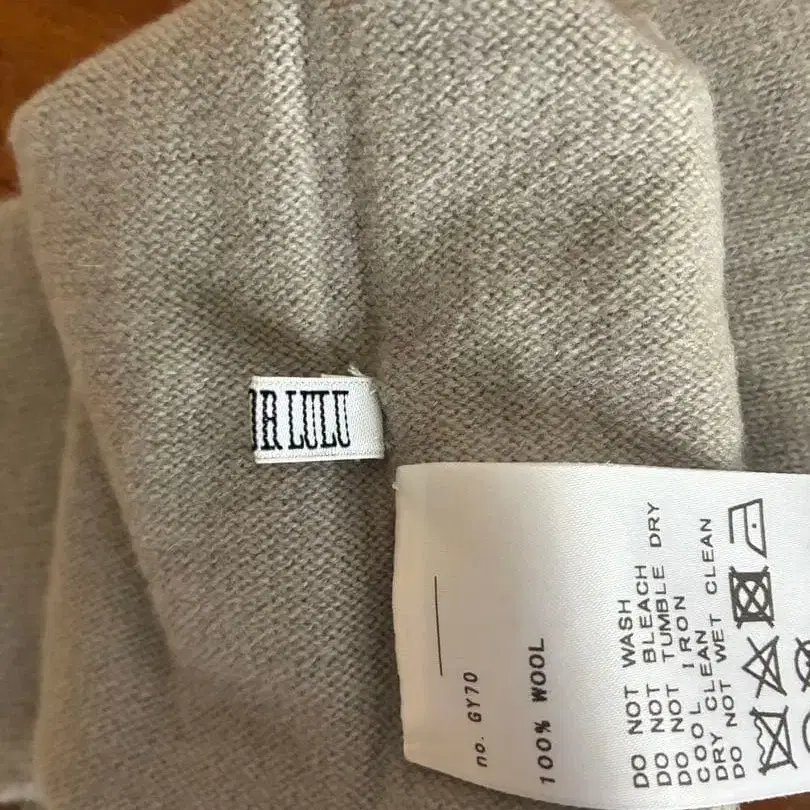 OR LULU
no. GY70
100% WOOL
DO NOT WASH
DO NOT BLEACH
DO NOT TUMBLE DRY
COOL IRON
DRY CLEAN
DO NOT WET CLEAN